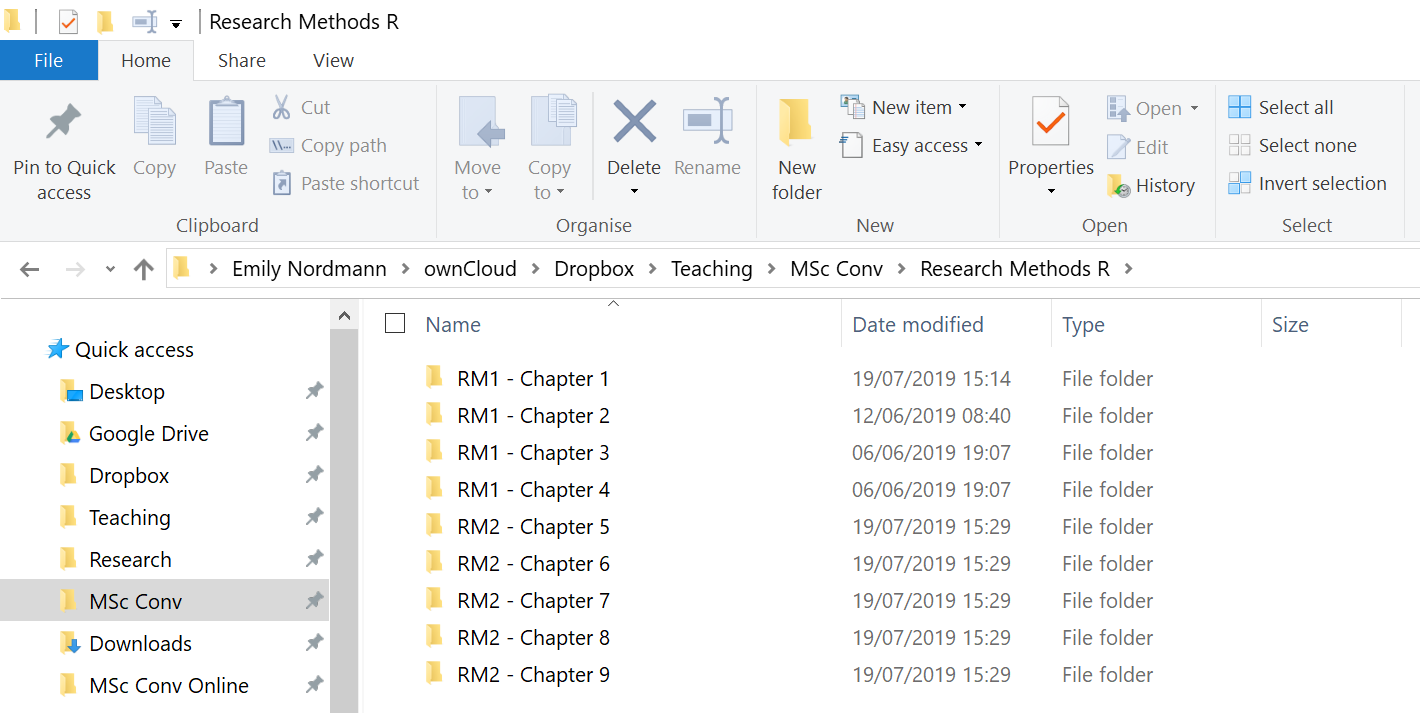 Research Methods R
File Home Share View
Pin to Quick access
Copy
Paste
Cut
Copy path
Paste shortcut
Clipboard
Move to
Copy to
Delete
Rename
Organise
New folder
New item
Easy access
New
Properties
Open
Edit
History
Open
Select all
Select none
Invert selection
Select
Emily Nordmann > ownCloud > Dropbox > Teaching > MSc Conv > Research Methods R >
Quick access
Desktop
Google Drive
Dropbox
Teaching
Research
MSc Conv
Downloads
MSc Conv Online
Name Date modified Type Size
RM1 - Chapter 1 19/07/2019 15:14 File folder
RM1 - Chapter 2 12/06/2019 08:40 File folder
RM1 - Chapter 3 06/06/2019 19:07 File folder
RM1 - Chapter 4 06/06/2019 19:07 File folder
RM2 - Chapter 5 19/07/2019 15:29 File folder
RM2 - Chapter 6 19/07/2019 15:29 File folder
RM2 - Chapter 7 19/07/2019 15:29 File folder
RM2 - Chapter 8 19/07/2019 15:29 File folder
RM2 - Chapter 9 19/07/2019 15:29 File folder